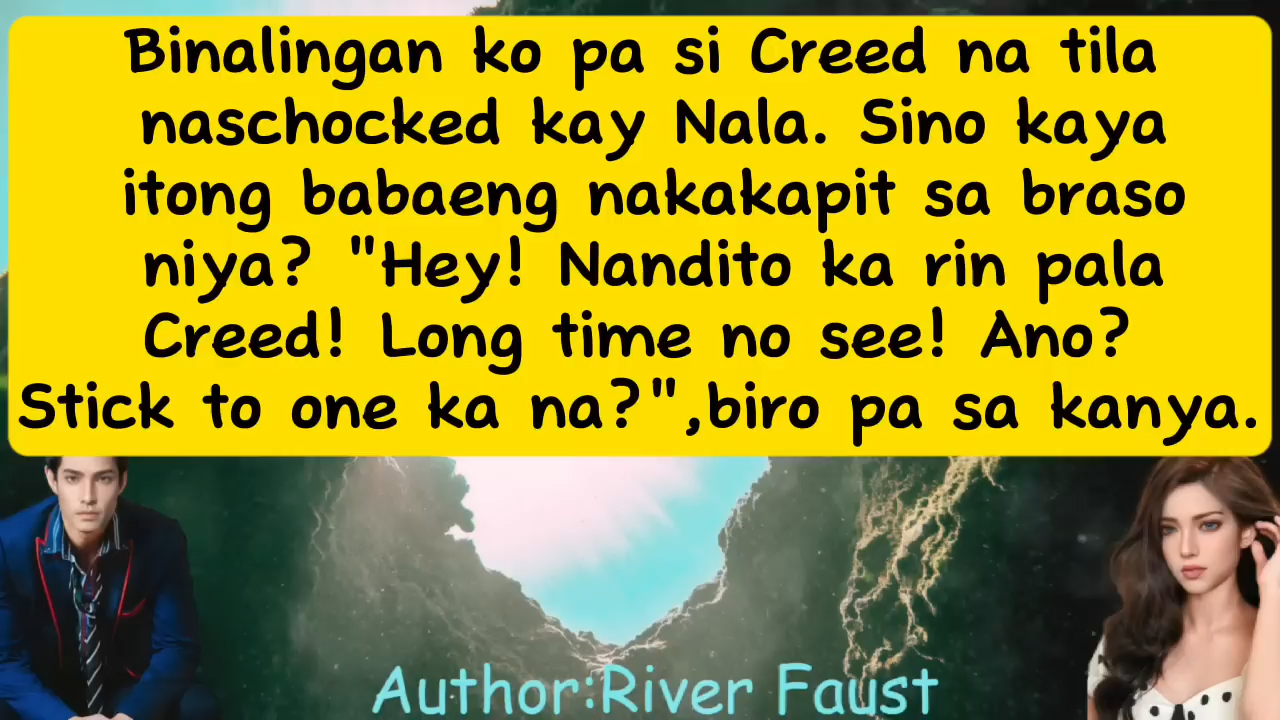 Binalingan ko pa si Creed na tila
naschocked kay Nala. Sino kaya
itong babaeng nakakapit sa braso
niya? "Hey! Nandito ka rin pala
Creed! Long time no see! Ano?
Stick to one ka na?",biro pa sa kanya.
Author:River Faust